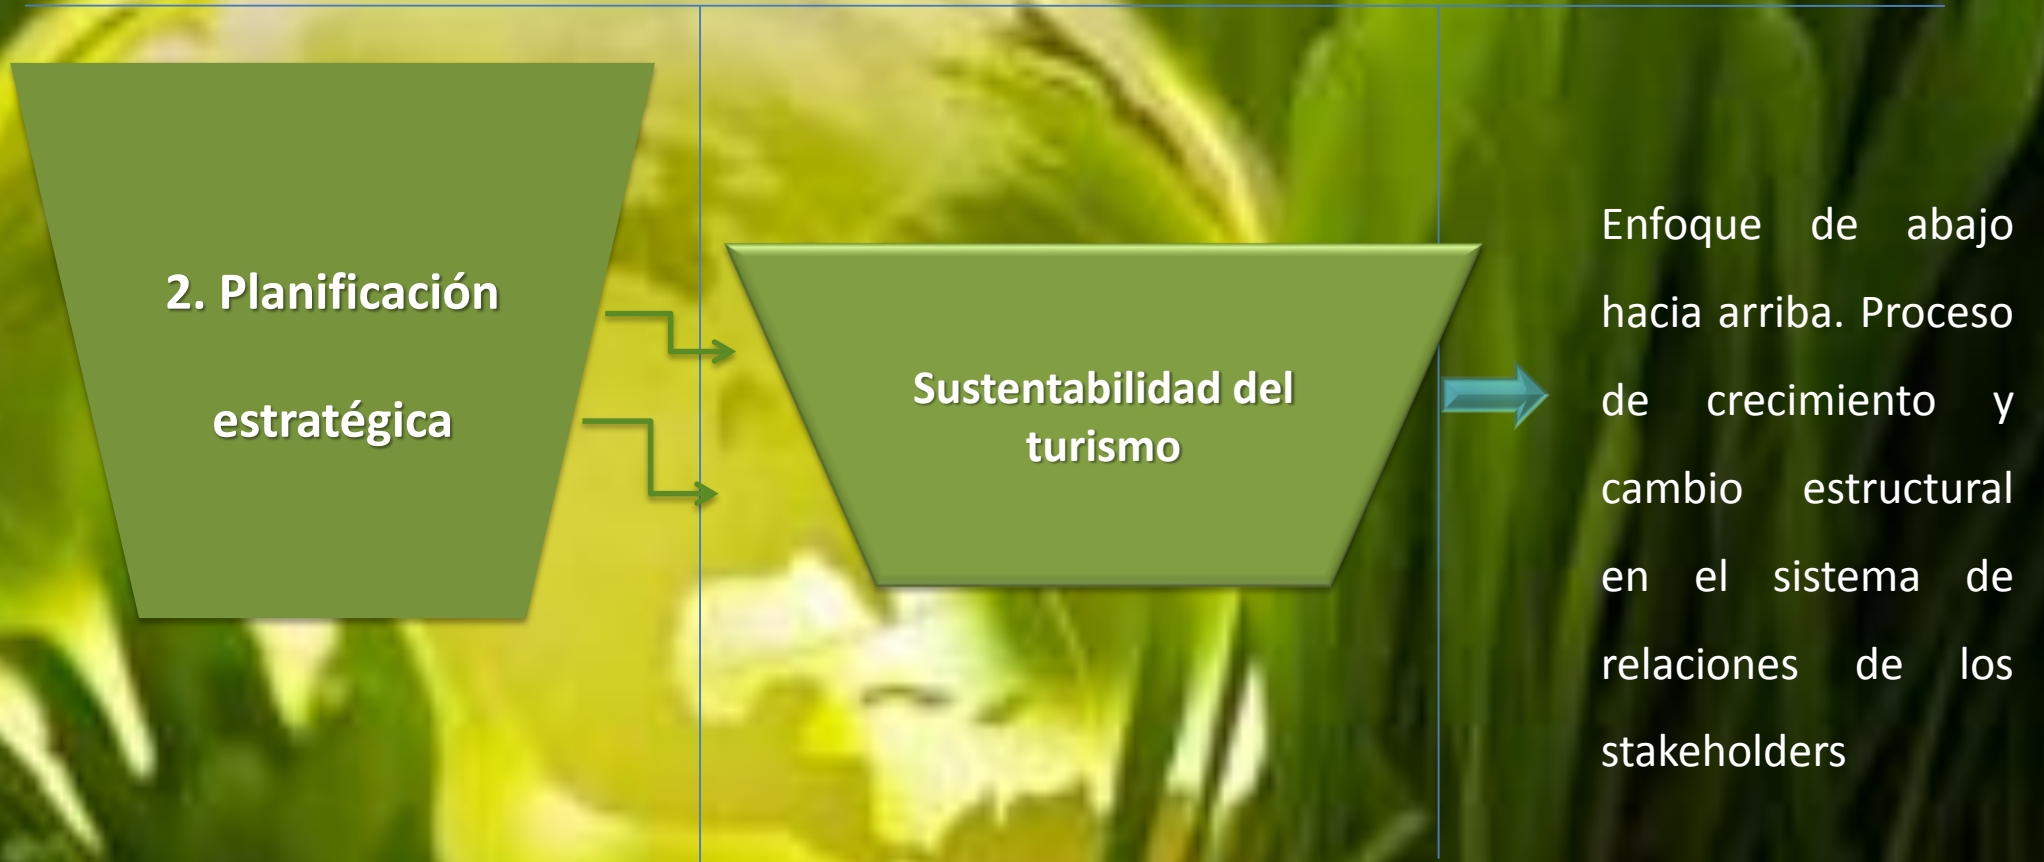 2. Planificación
estratégica
Sustentabilidad del
turismo
Enfoque de abajo
hacia arriba. Proceso
de crecimiento y
cambio estructural
en el sistema de
relaciones de los
stakeholders